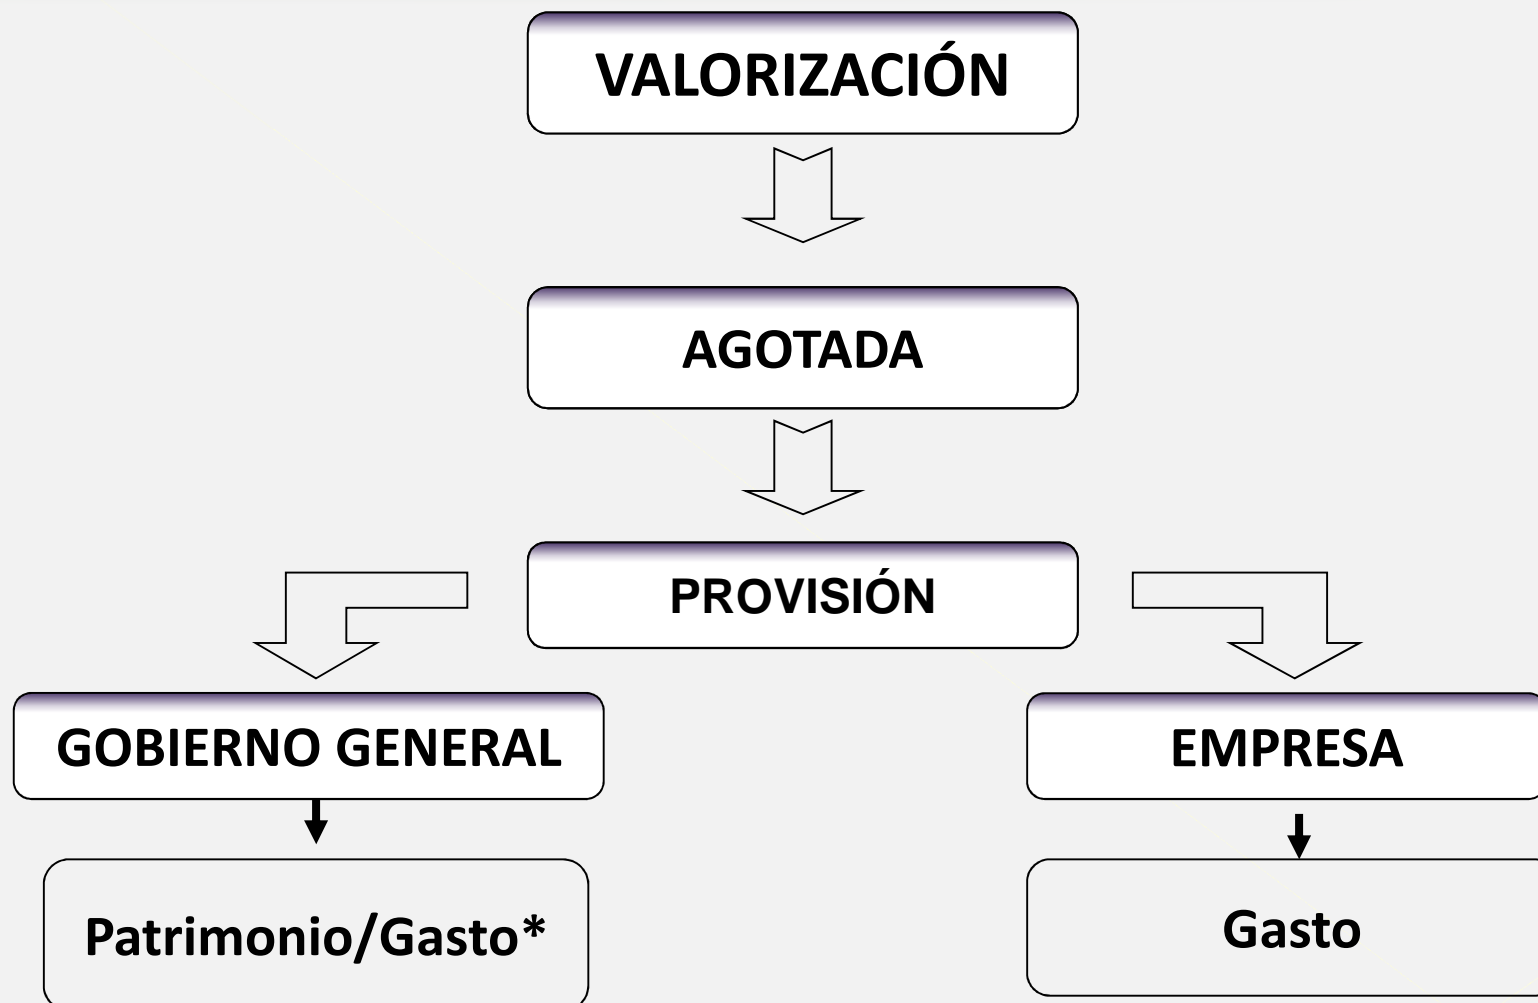 VALORIZACIÓN
AGOTADA
PROVISIÓN
GOBIERNO GENERAL
EMPRESA
Patrimonio/Gasto*
Gasto